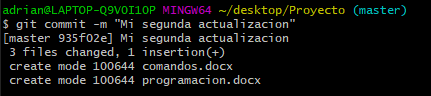 adrian@LAPTOP-Q9VOI1OP MINGW64 ~/desktop/Proyecto (master)
$ git commit -m "Mi segunda actualizacion"
[master 935f02e] Mi segunda actualizacion
 3 files changed, 1 insertion(+)
 create mode 100644 comandos.docx
 create mode 100644 programacion.docx